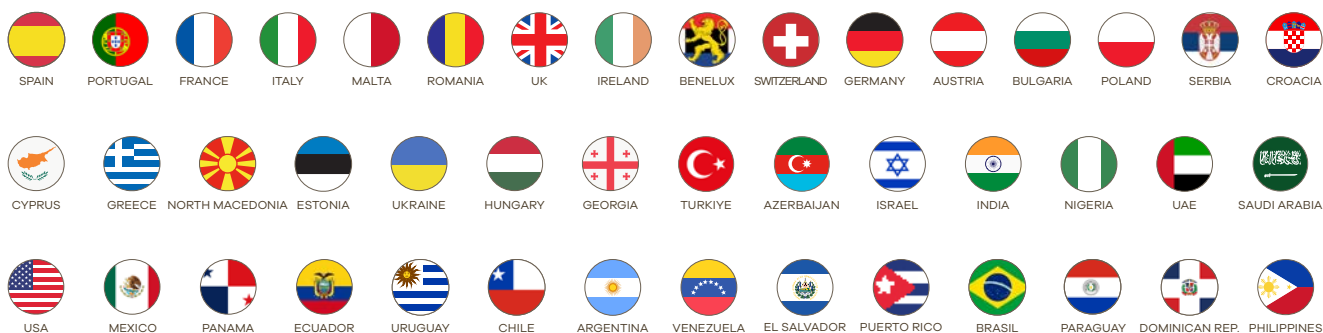 SPAIN PORTUGAL FRANCE ITALY MALTA ROMANIA UK IRELAND BENELUX SWITZERLAND GERMANY AUSTRIA BULGARIA POLAND SERBIA CROACIA
CYPRUS GREECE NORTH MACEDONIA ESTONIA UKRAINE HUNGARY GEORGIA TURKIYE AZERBAIJAN ISRAEL INDIA NIGERIA UAE SAUDI ARABIA
USA MEXICO PANAMA ECUADOR URUGUAY CHILE ARGENTINA VENEZUELA EL SALVADOR PUERTO RICO BRASIL PARAGUAY DOMINICAN REP. PHILIPPINES